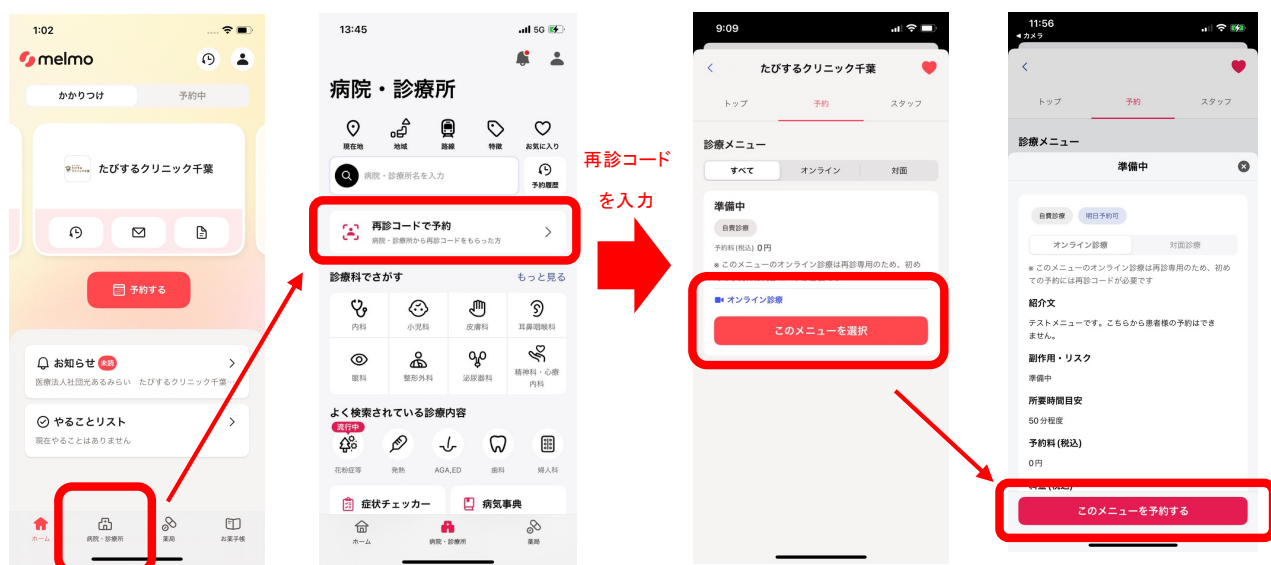 1:02
melmo
かかりつけ
予約中
たびするクリニック千葉
予約する
お知らせ 未読
医療法人社団光あるみらい たびするクリニック千葉…
やることリスト
現在やることはありません
ホーム
病院・診療所
薬局
お薬手帳
13:45
5G
病院・診療所
現在地
地域
路線
特徴
お気に入り
病院・診療所名を入力
予約履歴
再診コードで予約
病院・診療所から再診コードをもらった方
診療科でさがす
もっと見る
内科
小児科
皮膚科
耳鼻咽喉科
眼科
整形外科
泌尿器科
精神科・心療
内科
よく検索されている診療内容
流行中
花粉症等
発熱
AGA,ED
歯科
婦人科
症状チェッカー
病気事典
ホーム
病院・診療所
薬局
再診コード
を入力
9:09
たびするクリニック千葉
トップ
予約
スタッフ
診療メニュー
すべて
オンライン
対面
準備中
自費診療
予約料(税込) 0円
※このメニューのオンライン診療は再診専用のため、初め
オンライン診療
このメニューを選択
11:56
カメラ
トップ
予約
スタッフ
診療メニュー
準備中
自費診療
明日予約可
オンライン診療
対面診療
※このメニューのオンライン診療は再診専用のため、初め
ての予約には再診コードが必要です
紹介文
テストメニューです。こちらから患者様の予約はでき
ません。
副作用・リスク
準備中
所要時間目安
50分程度
予約料(税込)
0円
このメニューを予約する